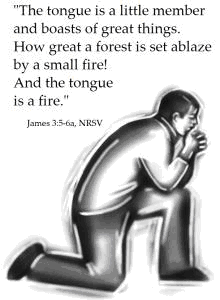 "The tongue is a little member
and boasts of great things.
How great a forest is set ablaze
by a small fire!
And the tongue
is a fire."
James 3:5-6a, NRSV